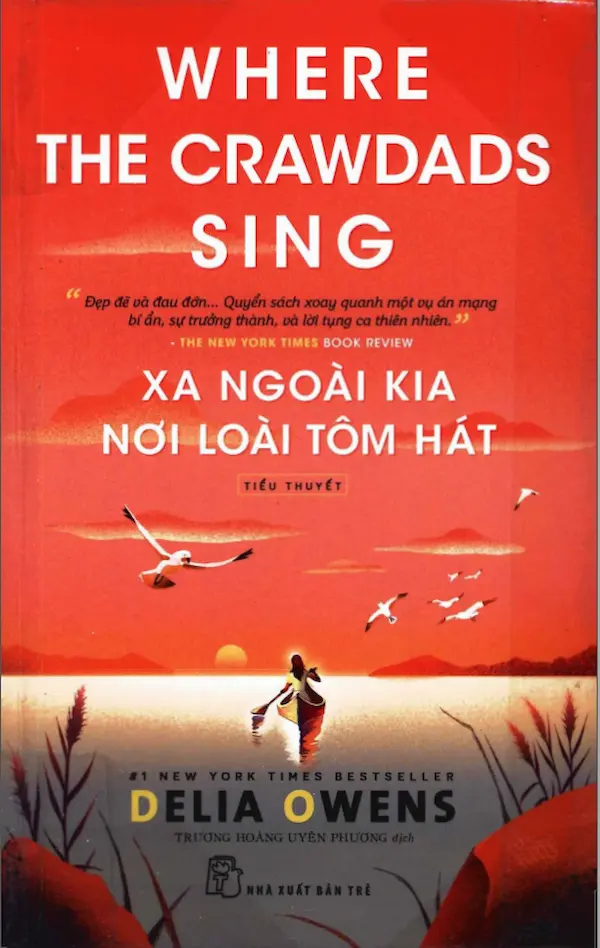 WHERE
THE CRAWDADS
SING
“Đẹp đẽ và đau đớn... Quyển sách xoay quanh một vụ án mạng
bí ẩn, sự trưởng thành, và lời tụng ca thiên nhiên.”
- THE NEW YORK TIMES BOOK REVIEW
XA NGOÀI KIA
NƠI LOÀI TÔM HÁT
TIỂU THUYẾT
#1 NEW YORK TIMES BESTSELLER
DELIA OWENS
TRƯƠNG HOÀNG UYÊN PHƯƠNG dịch
NHÀ XUẤT BẢN TRẺ